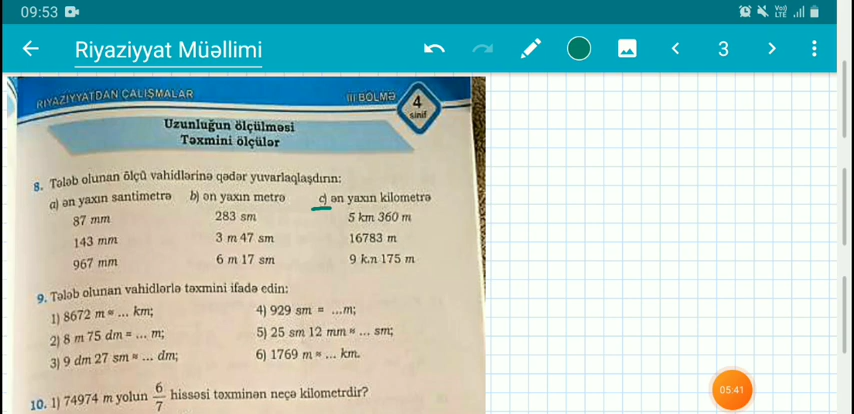 09:53
Vo)) LTE
Riyaziyyat Müəllimi
3
RIYAZIYYATDAN ÇALIŞMALAR
III BÖLMƏ
4
sinif
Uzunluğun ölçülməsi
Təxmini ölçülər
8. Tələb olunan ölçü vahidlərinə qədər yuvarlaqlaşdırın:
a) ən yaxın santimetrə b) ən yaxın metrə c) ən yaxın kilometrə
87 mm 283 sm 5 km 360 m
143 mm 3 m 47 sm 16783 m
967 mm 6 m 17 sm 9 k.n 175 m
9. Tələb olunan vahidlərlə təxmini ifadə edin:
1) 8672 m ≈ ... km; 4) 929 sm = ...m;
2) 8 m 75 dm = ... m; 5) 25 sm 12 mm ≈ ... sm;
3) 9 dm 27 sm ≈ ... dm; 6) 1769 m ≈ ... km.
10. 1) 74974 m yolun 6/7 hissəsi təxminən neçə kilometrdir?
05:41